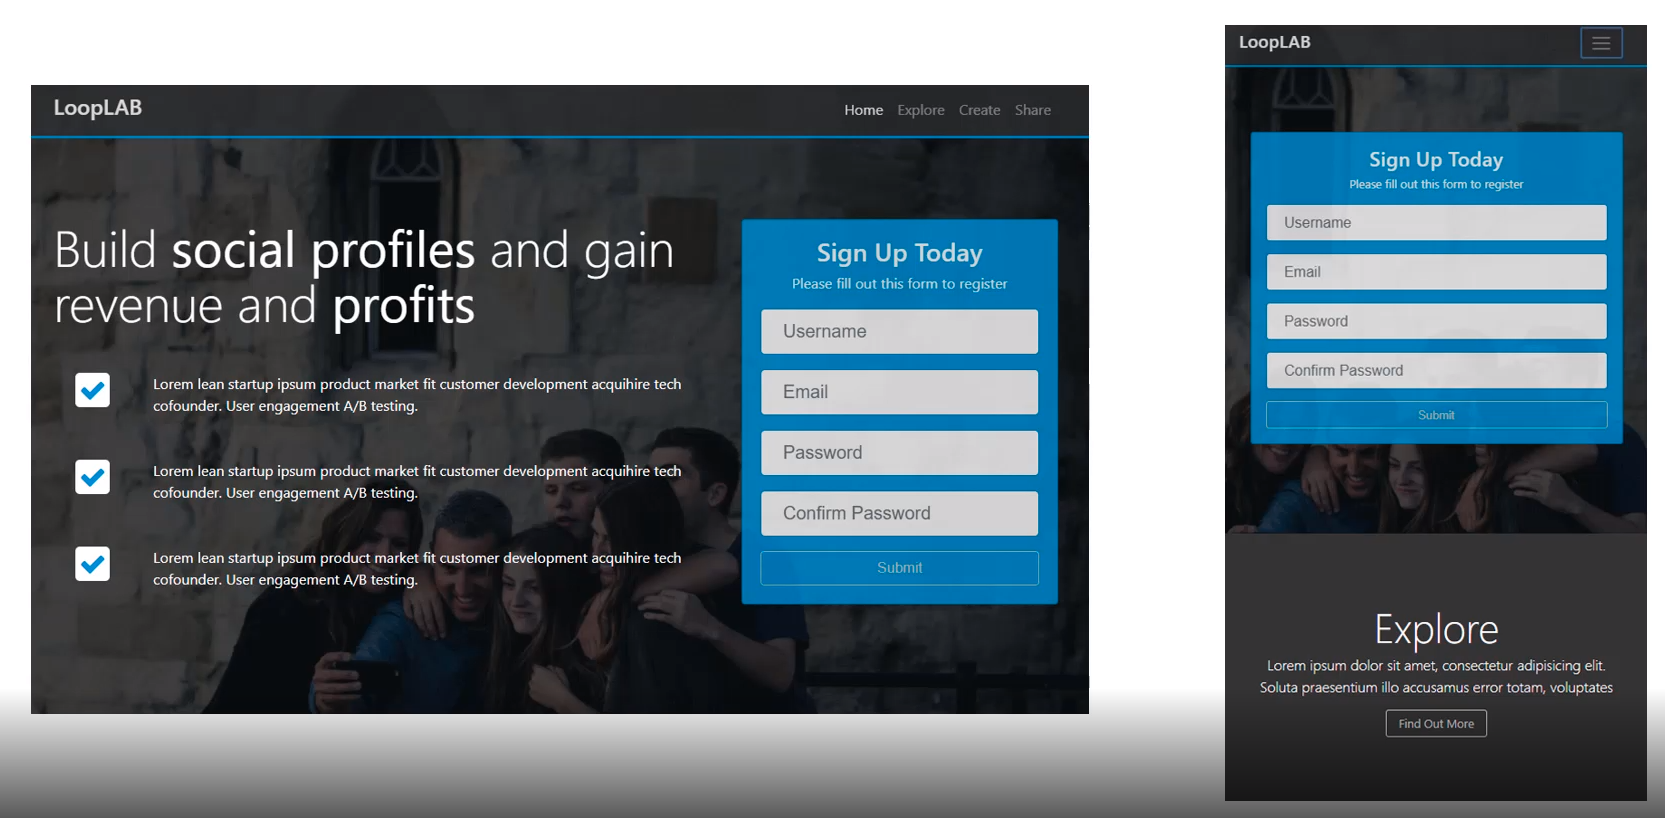 LoopLAB
Home Explore Create Share
Build social profiles and gain
revenue and profits
Lorem lean startup ipsum product market fit customer development acquihire tech
cofounder. User engagement A/B testing.
Lorem lean startup ipsum product market fit customer development acquihire tech
cofounder. User engagement A/B testing.
Lorem lean startup ipsum product market fit customer development acquihire tech
cofounder. User engagement A/B testing.
Sign Up Today
Please fill out this form to register
Username
Email
Password
Confirm Password
Submit
LoopLAB
Sign Up Today
Please fill out this form to register
Username
Email
Password
Confirm Password
Submit
Explore
Lorem ipsum dolor sit amet, consectetur adipisicing elit.
Soluta praesentium illo accusamus error totam, voluptates
Find Out More